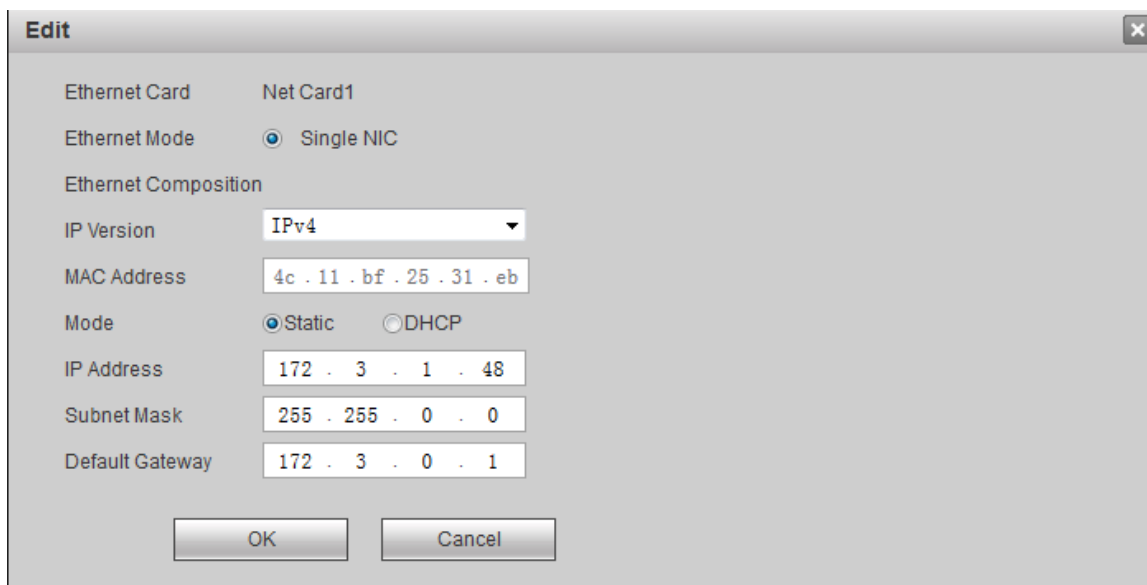 Edit
Ethernet Card Net Card1
Ethernet Mode Single NIC
Ethernet Composition
IP Version IPv4
MAC Address 4c . 11 . bf . 25 . 31 . eb
Mode Static DHCP
IP Address 172 . 3 . 1 . 48
Subnet Mask 255 . 255 . 0 . 0
Default Gateway 172 . 3 . 0 . 1
OK Cancel